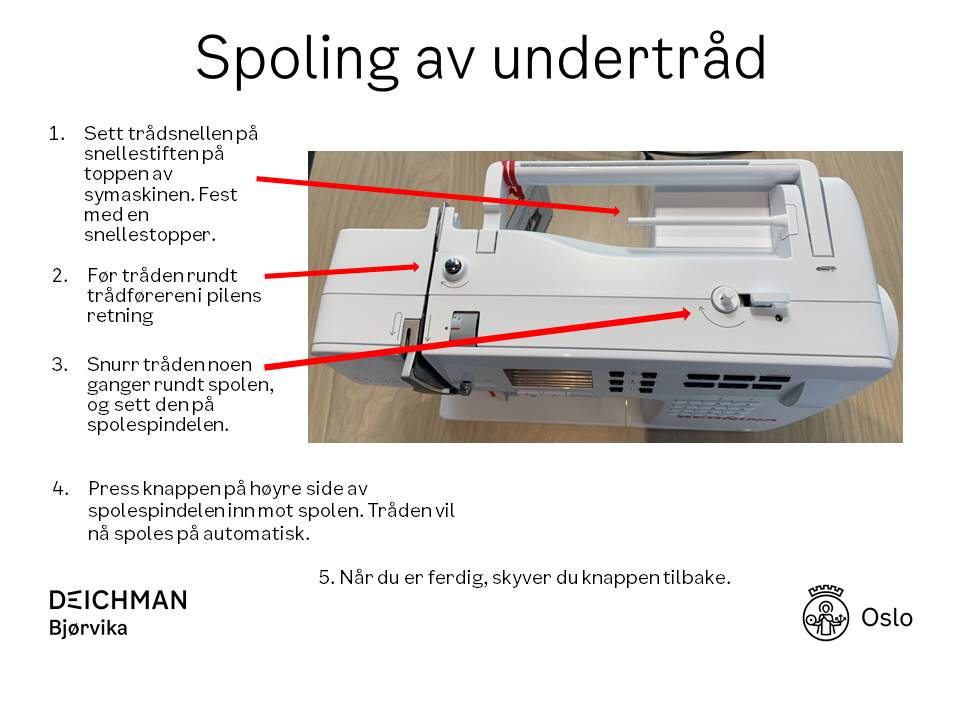 Spoling av undertråd
1. Sett trådsnellen på
snellestiften på
toppen av
symaskinen. Fest
med en
snellestopper.
2. Før tråden rundt
trådføreren i pilens
retning
3. Snurr tråden noen
ganger rundt spolen,
og sett den på
spolespindelen.
BERNINA
4. Press knappen på høyre side av
spolespindelen inn mot spolen. Tråden vil
nå spoles på automatisk.
5. Når du er ferdig, skyver du knappen tilbake.
DEICHMAN
Bjørvika
Oslo